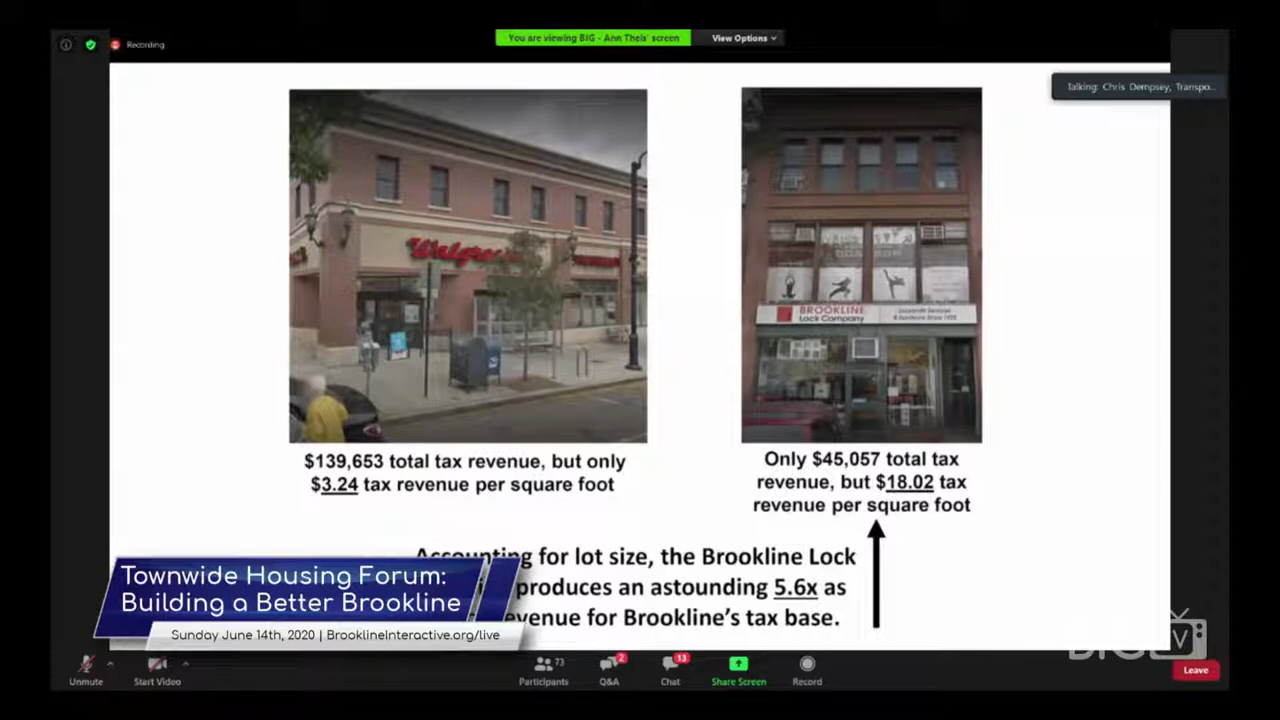 Recording
You are viewing BIG - Ann Theis' screen
View Options
Talking: Chris Dempsey, Transpo...
Walgre
BROOKLINE
Lock Company
$139,653 total tax revenue, but only
$3.24 tax revenue per square foot
Only $45,057 total tax
revenue, but $18.02 tax
revenue per square foot
Accounting for lot size, the Brookline Lock
produces an astounding 5.6x as
evenue for Brookline's tax base.
Townwide Housing Forum:
Building a Better Brookline
Sunday June 14th, 2020 | BrooklineInteractive.org/live
BIG TV
Unmute
Start Video
Participants
73
Q&A
2
Chat
13
Share Screen
Record
Leave